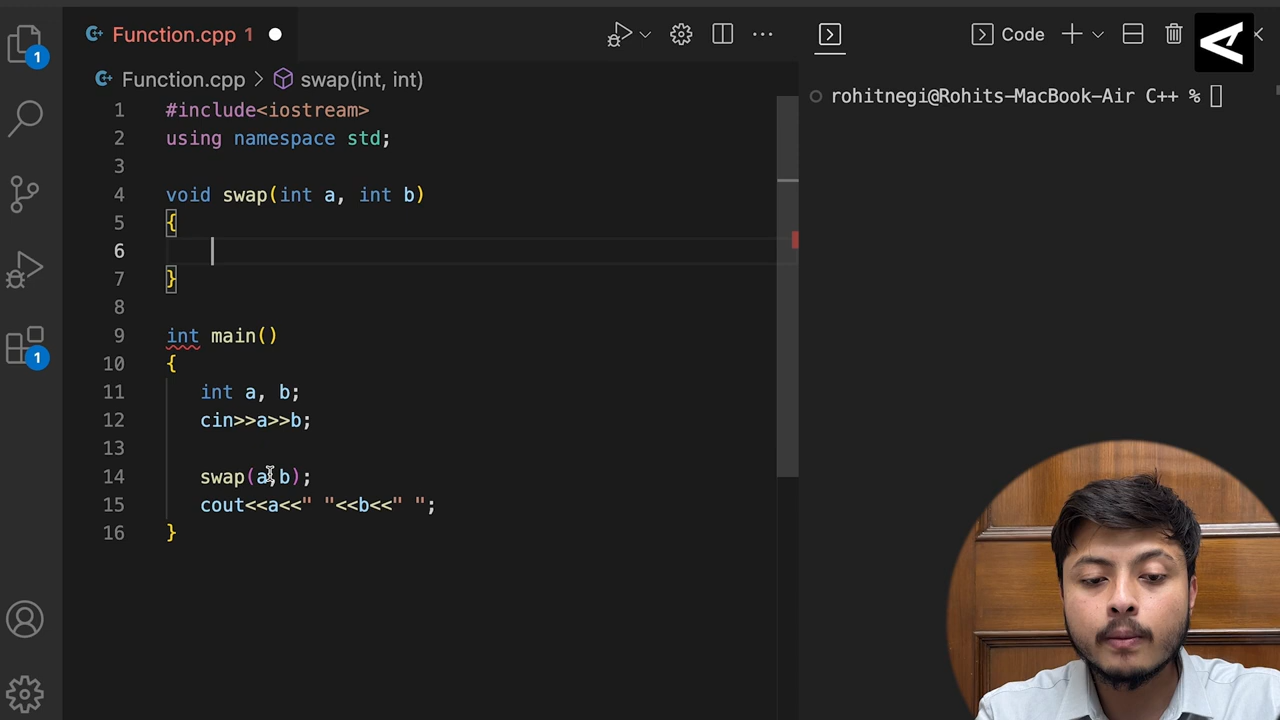 Function.cpp 1
Code
Function.cpp > swap(int, int)
rohitnegi@Rohits-MacBook-Air C++ %
1 #include<iostream>
2 using namespace std;
3
4 void swap(int a, int b)
5 {
6
7 }
8
9 int main()
10 {
11 int a, b;
12 cin>>a>>b;
13
14 swap(a,b);
15 cout<<a<<" "<<b<<" ";
16 }
1
1